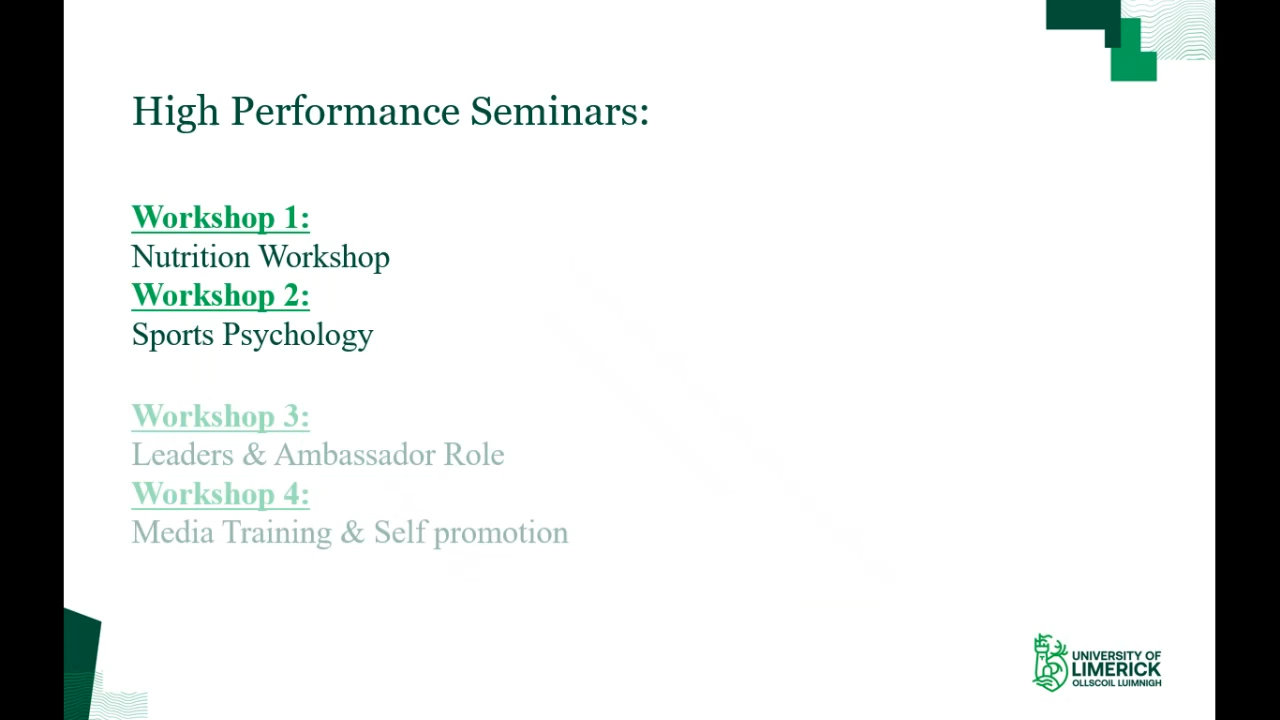 High Performance Seminars:
Workshop 1:
Nutrition Workshop
Workshop 2:
Sports Psychology
Workshop 3:
Leaders & Ambassador Role
Workshop 4:
Media Training & Self promotion
UNIVERSITY OF
LIMERICK
OLLSCOIL LUIMNIGH